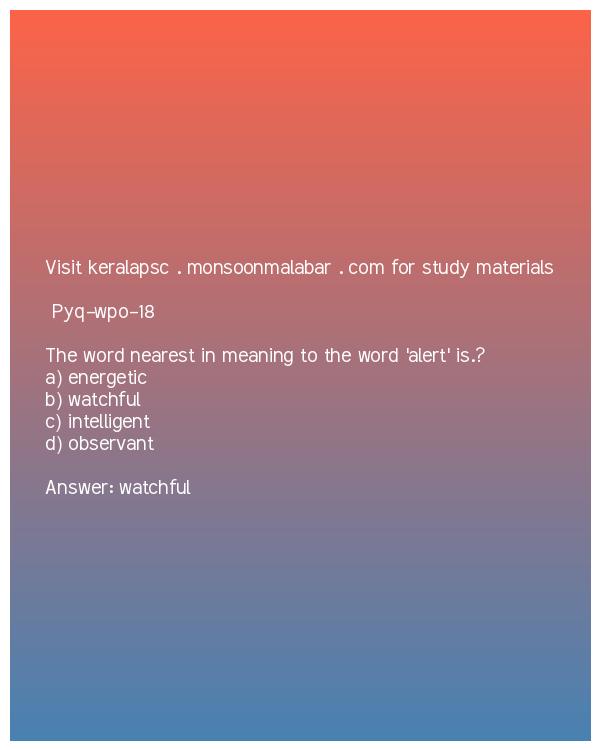 Visit keralapsc . monsoonmalabar . com for study materials
Pyq-wpo-18
The word nearest in meaning to the word 'alert' is.?
a) energetic
b) watchful
c) intelligent
d) observant
Answer: watchful